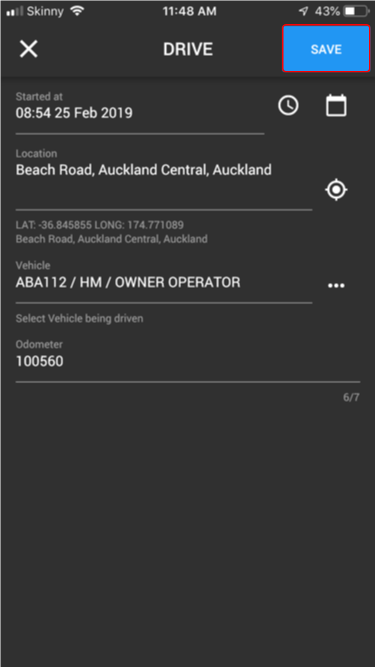 Skinny 11:48 AM 43%
DRIVE SAVE
Started at
08:54 25 Feb 2019
Location
Beach Road, Auckland Central, Auckland
LAT: -36.845855 LONG: 174.771089
Beach Road, Auckland Central, Auckland
Vehicle
ABA112 / HM / OWNER OPERATOR
Select Vehicle being driven
Odometer
100560
6/7